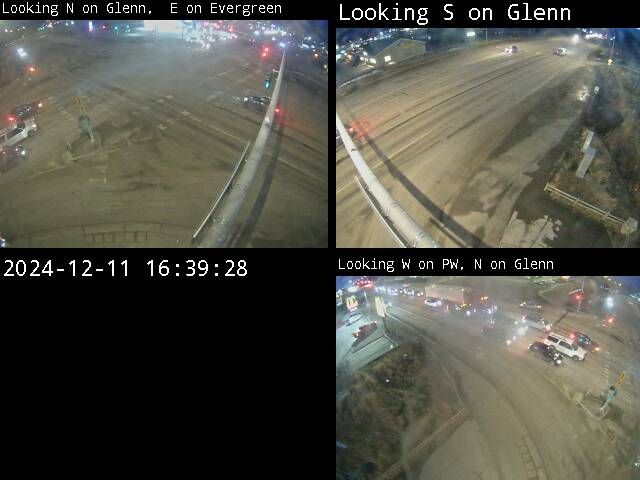 Looking N on Glenn,  E on Evergreen
Looking S on Glenn
2024-12-11 16:39:28
Looking W on PW, N on Glenn